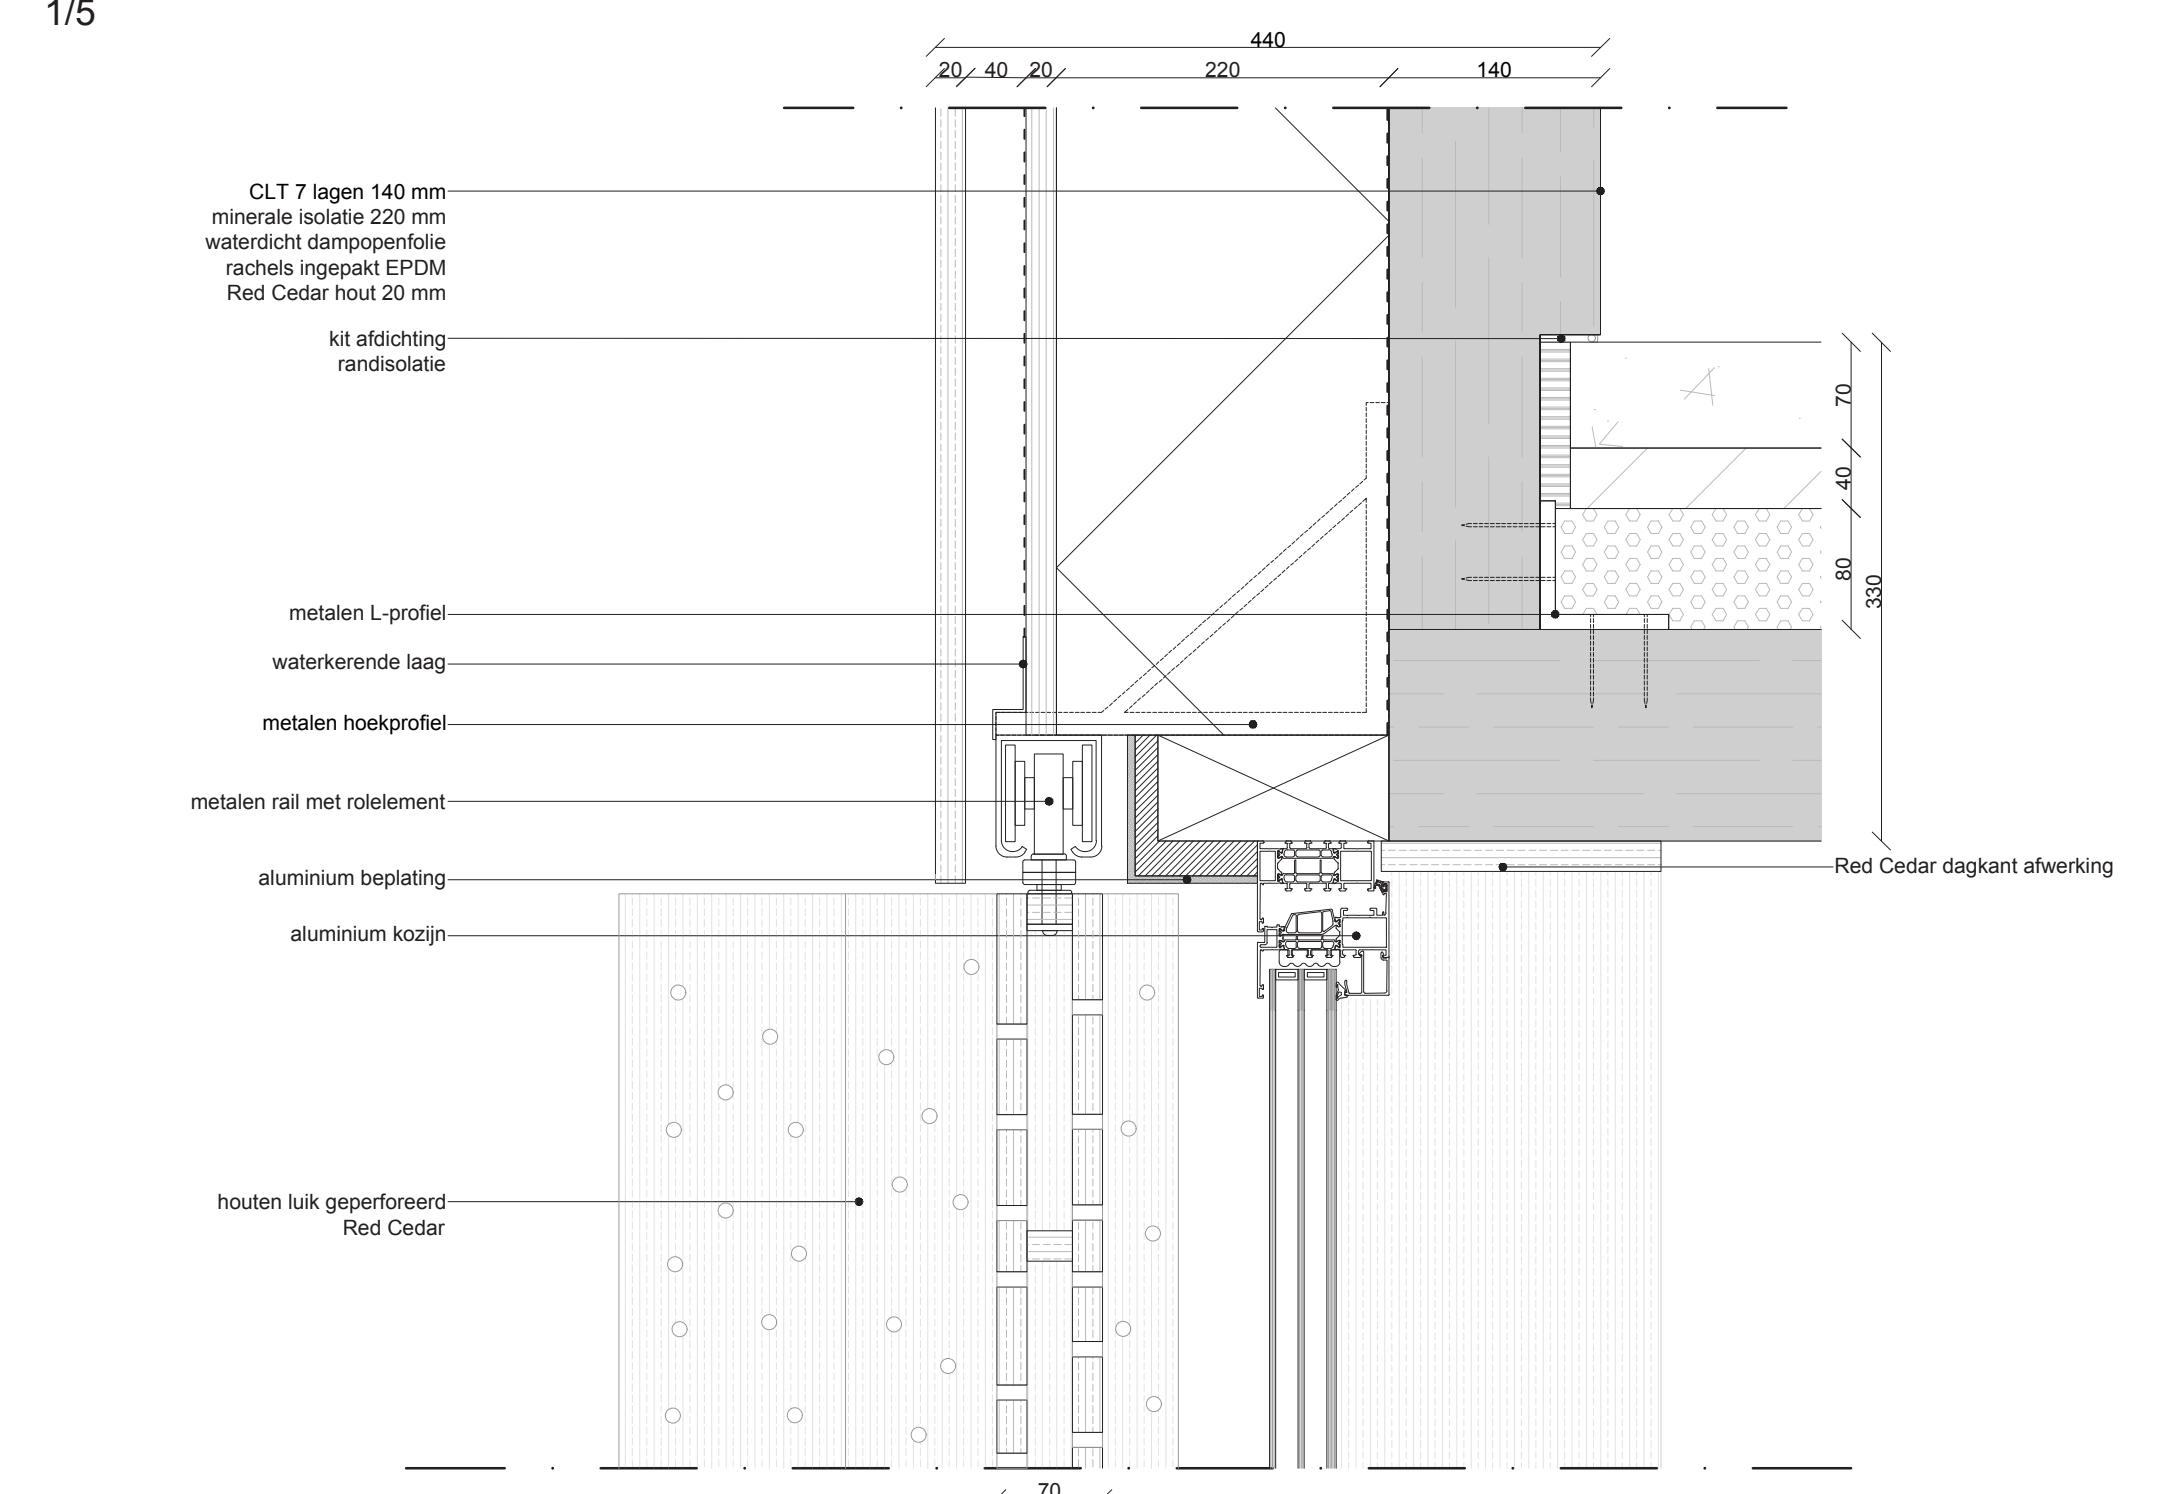 1/5
440
20 40 20 220 140
CLT 7 lagen 140 mm
minerale isolatie 220 mm
waterdicht dampopenfolie
rachels ingepakt EPDM
Red Cedar hout 20 mm
kit afdichting
randisolatie
70
40
80
330
metalen L-profiel
waterkerende laag
metalen hoekprofiel
metalen rail met rolelement
Red Cedar dagkant afwerking
aluminium beplating
aluminium kozijn
houten luik geperforeerd
Red Cedar
70